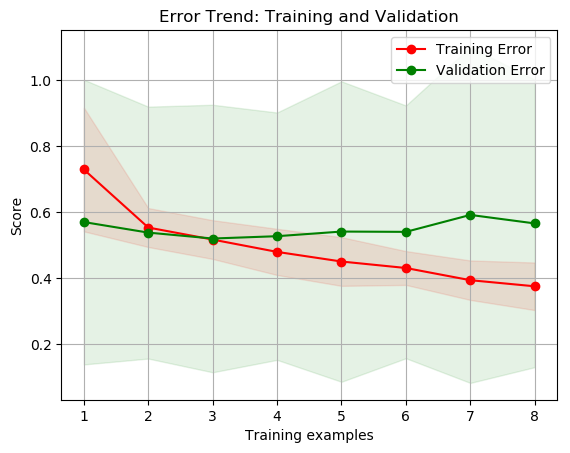 Error Trend: Training and Validation
Training Error
Validation Error
Score
1.0
0.8
0.6
0.4
0.2
1 2 3 4 5 6 7 8
Training examples